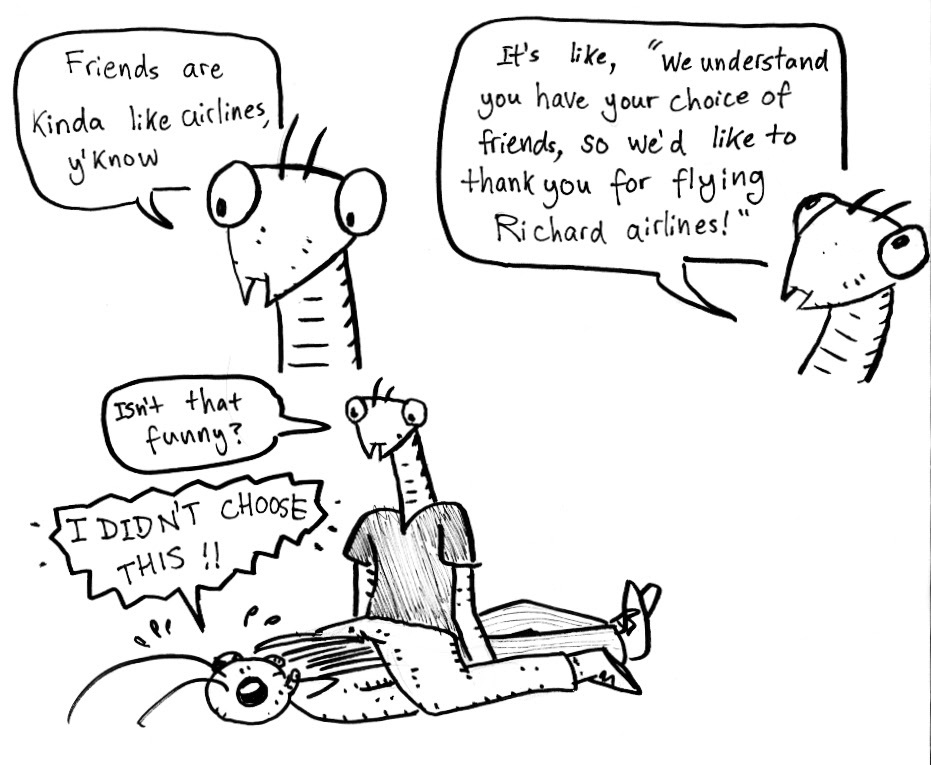 Friends are
Kinda like airlines,
y'know
It's like, "We understand
you have your choice of
friends, so we'd like to
thank you for flying
Richard airlines!"
Isn't that
funny?
I DIDN'T CHOOSE
THIS!!